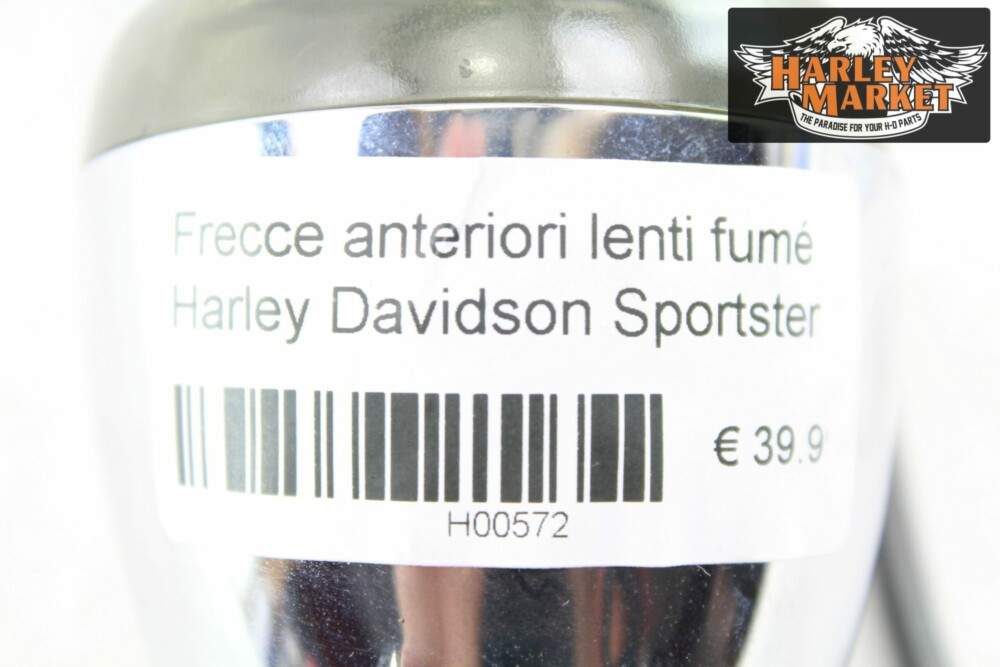 HARLEY
MARKET
THE PARADISE FOR YOUR H-D PARTS
Frecce anteriori lenti fumé
Harley Davidson Sportster
€ 39.9
H00572